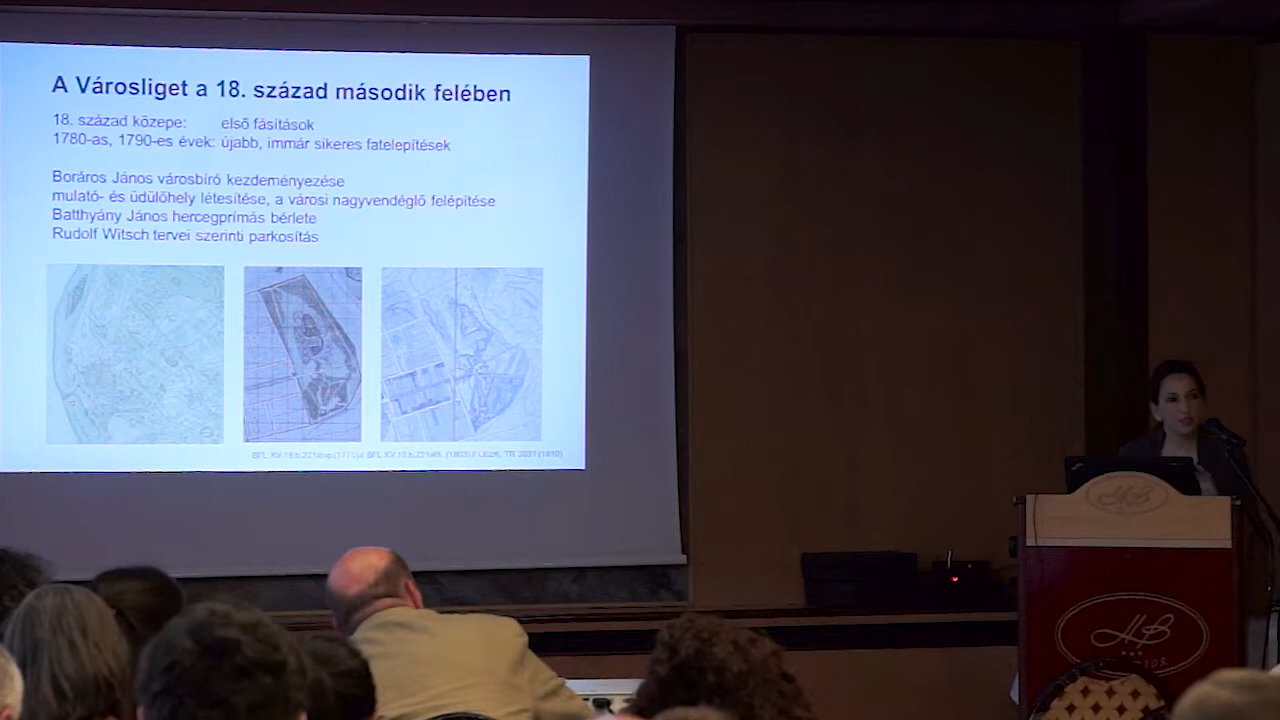 A Városliget a 18. század második felében
18. század közepe: első fásítások
1780-as, 1790-es évek: újabb, immár sikeres fatelepítések
Boráros János városbíró kezdeményezése
mulató- és üdülőhely létesítése, a városi nagyvendéglő felépítése
Batthyány János hercegprímás bérlete
Rudolf Witsch tervei szerinti parkosítás
HB
HB